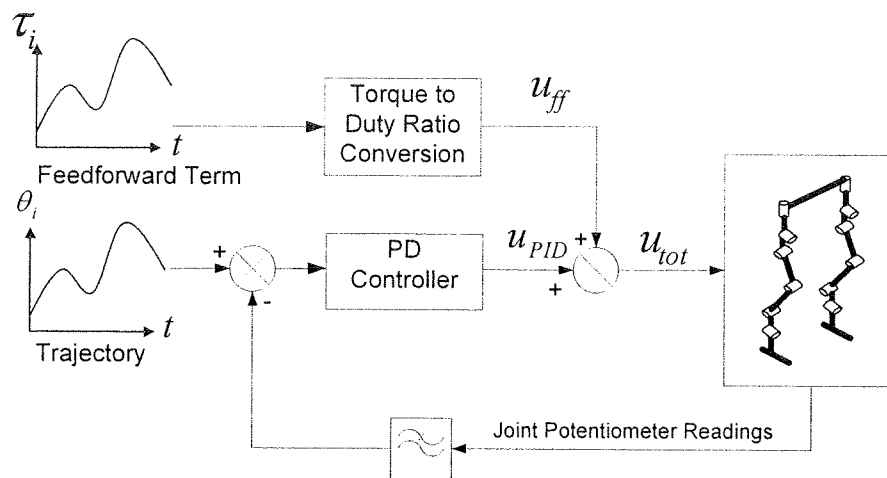 τi
t
Feedforward Term
Torque to
Duty Ratio
Conversion
uff
θi
t
Trajectory
+
-
PD
Controller
uPID
+
+
utot
Joint Potentiometer Readings